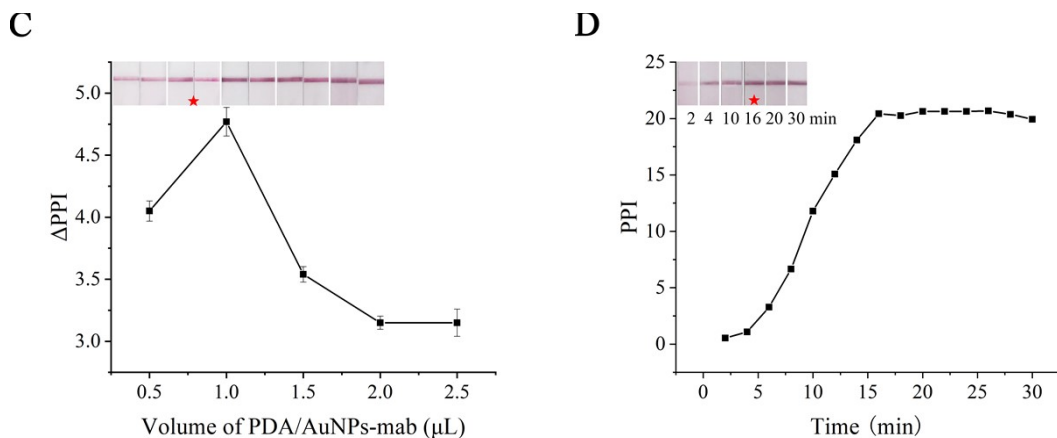 C
5.0
4.5
4.0
3.5
3.0
ΔPPI
0.5 1.0 1.5 2.0 2.5
Volume of PDA/AuNPs-mab (μL)
D
25
20
15
10
5
0
PPI
2 4 10 16 20 30 min
0 5 10 15 20 25 30
Time (min)